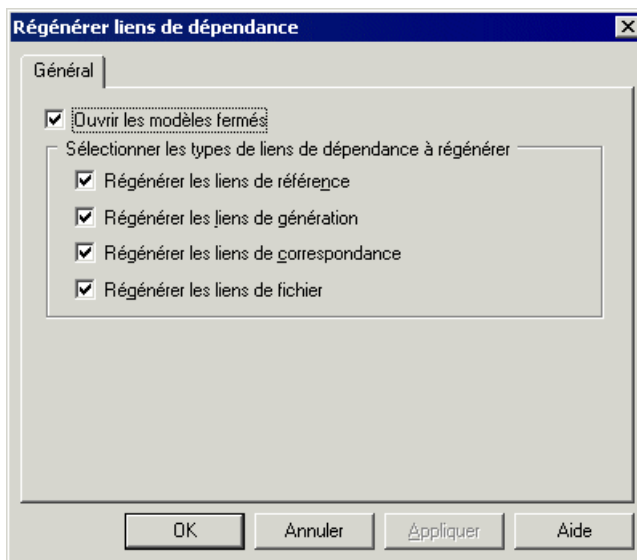 Régénérer liens de dépendance
Général
Ouvrir les modèles fermés
Sélectionner les types de liens de dépendance à régénérer
Régénérer les liens de référence
Régénérer les liens de génération
Régénérer les liens de correspondance
Régénérer les liens de fichier
OK Annuler Appliquer Aide